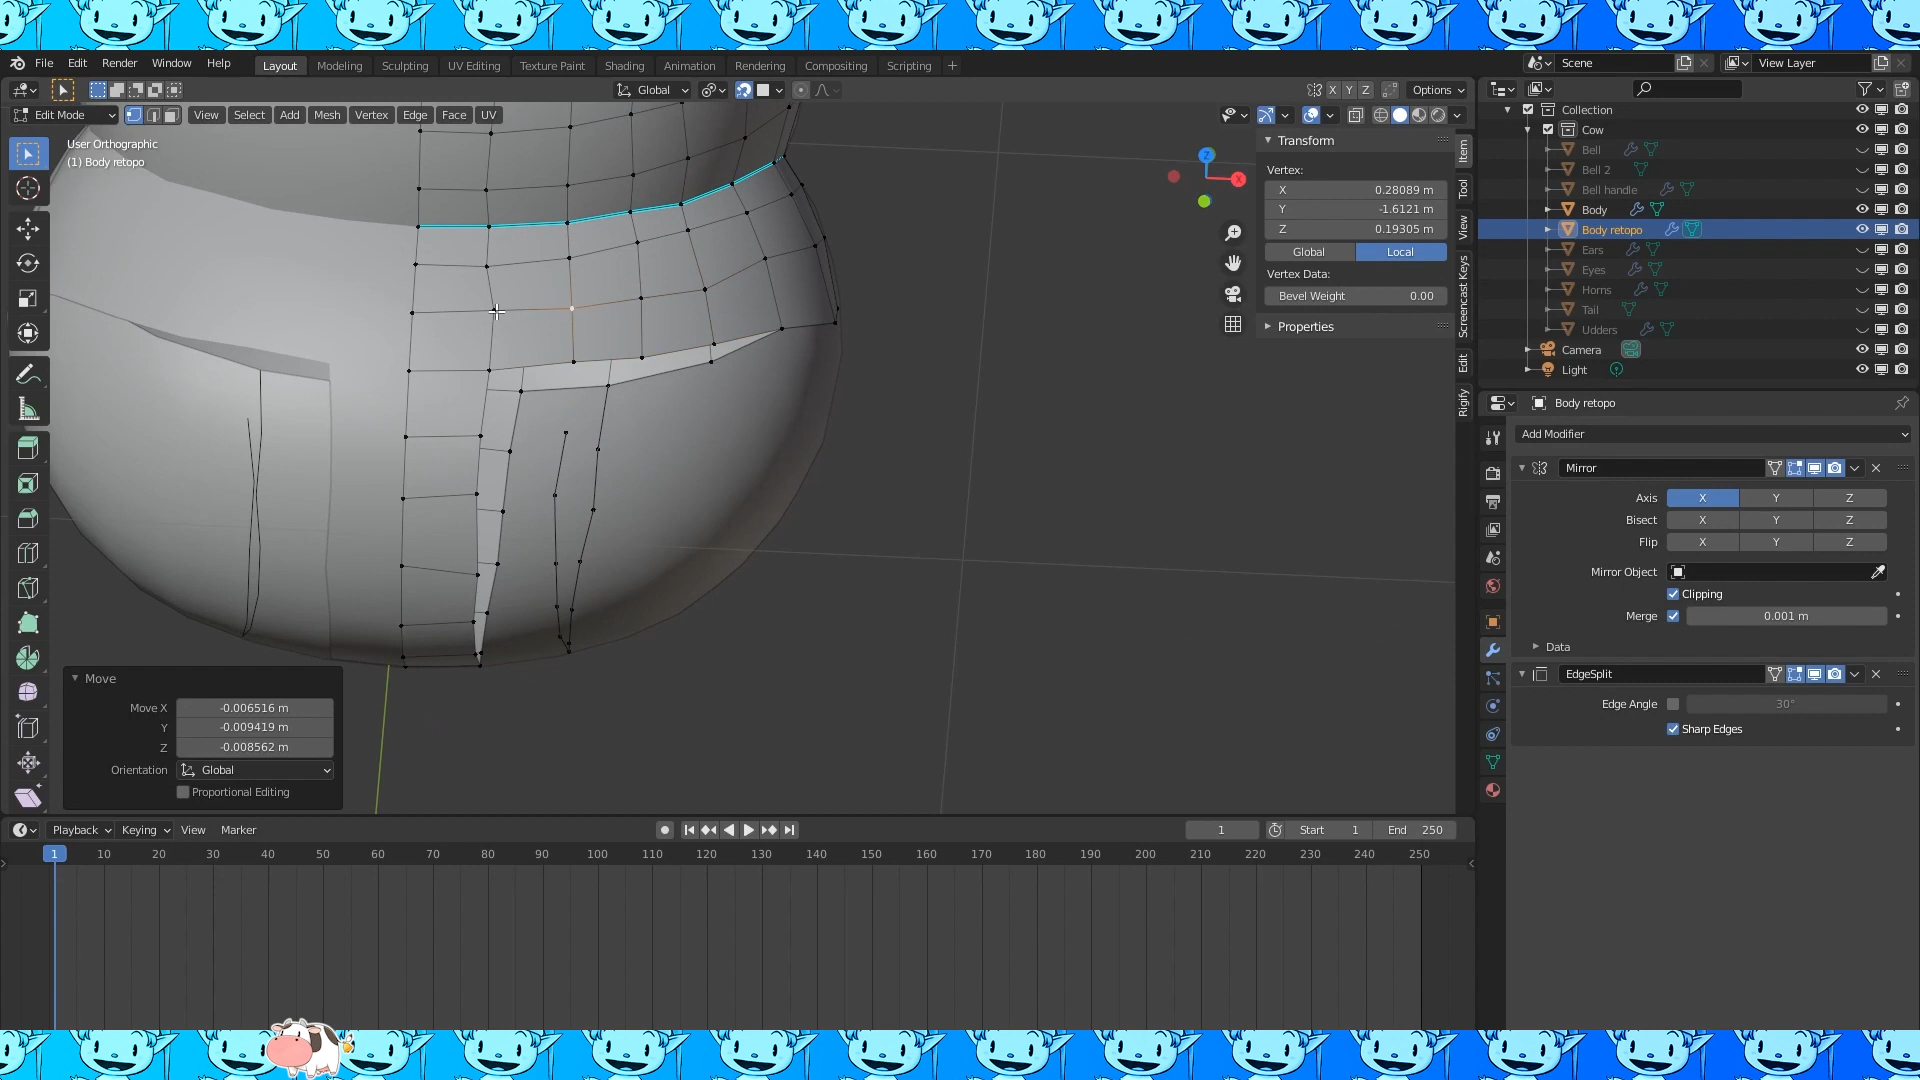 File Edit Render Window Help Layout Modeling Sculpting UV Editing Texture Paint Shading Animation Rendering Compositing Scripting + Scene View Layer
Global X Y Z Options
Edit Mode View Select Add Mesh Vertex Edge Face UV
User Orthographic
(1) Body retopo
Z
X
Transform
Vertex:
X 0.28089 m
Y -1.6121 m
Z 0.19305 m
Global Local
Vertex Data:
Bevel Weight 0.00
Properties
Item
Tool
View
Screencast Keys
Edit
Rigify
Collection
Cow
Bell
Bell 2
Bell handle
Body
Body retopo
Ears
Eyes
Horns
Tail
Udders
Camera
Light
Body retopo
Add Modifier
Mirror
Axis X Y Z
Bisect X Y Z
Flip X Y Z
Mirror Object
Clipping
Merge 0.001 m
Data
EdgeSplit
Edge Angle 30°
Sharp Edges
Move
Move X -0.006516 m
Y -0.009419 m
Z -0.008562 m
Orientation Global
Proportional Editing
Playback Keying View Marker 1 Start 1 End 250
1 10 20 30 40 50 60 70 80 90 100 110 120 130 140 150 160 170 180 190 200 210 220 230 240 250